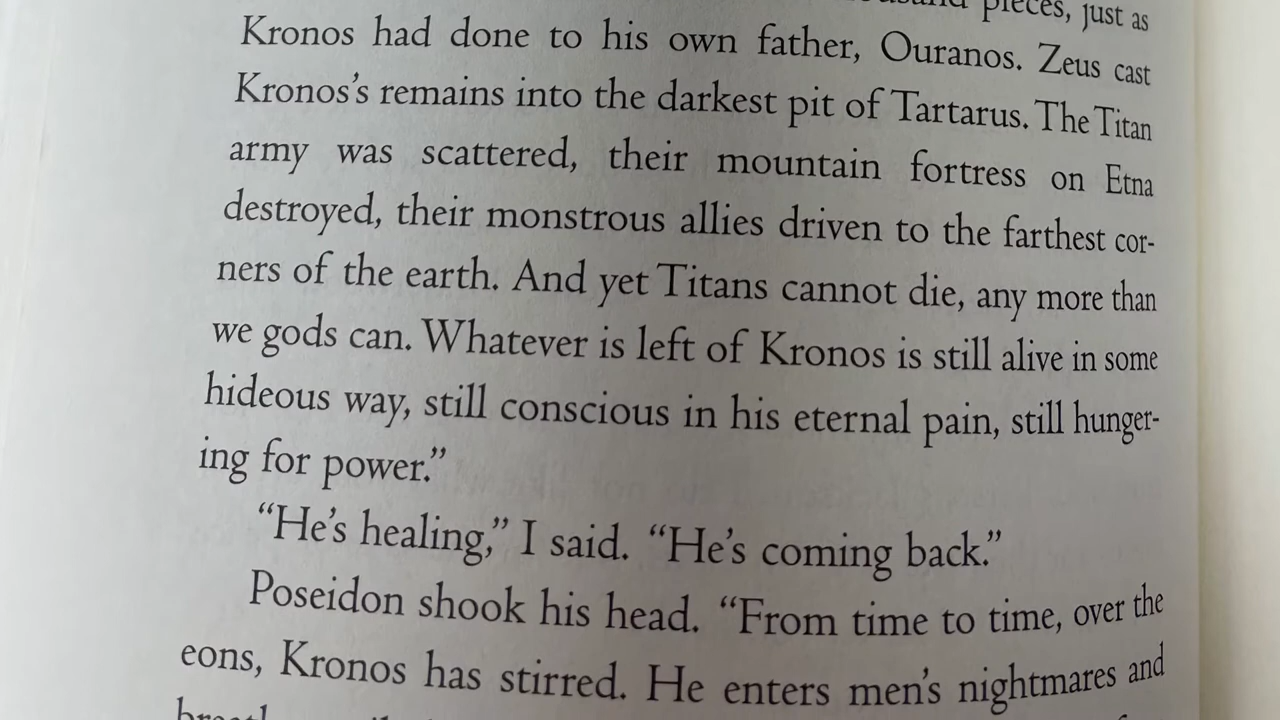 pieces, just as
Kronos had done to his own father, Ouranos. Zeus cast
Kronos's remains into the darkest pit of Tartarus. The Titan
army was scattered, their mountain fortress on Etna
destroyed, their monstrous allies driven to the farthest cor-
ners of the earth. And yet Titans cannot die, any more than
we gods can. Whatever is left of Kronos is still alive in some
hideous way, still conscious in his eternal pain, still hunger-
ing for power.”
“He's healing,” I said. “He's coming back.”
Poseidon shook his head. “From time to time, over the
eons, Kronos has stirred. He enters men's nightmares and